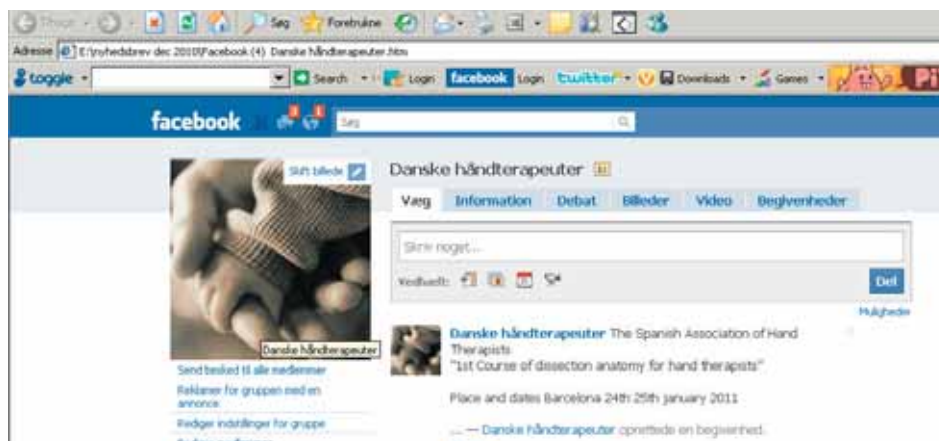 Søg Foretrukne
Adresse E:\nyhedsbrev dec 2010\Facebook (4) Danske håndterapeuter.htm
toggle Search Login facebook Login twitter Downloads Games Pi
facebook Søg
Skift billede
Danske håndterapeuter
Væg Information Debat Billeder Video Begivenheder
Skriv noget...
Vedhæft:
Del
Muligheder
Danske håndterapeuter
Danske håndterapeuter The Spanish Association of Hand
Therapists
"1st Course of dissection anatomy for hand therapists"
Place and dates Barcelona 24th 25th january 2011
... — Danske håndterapeuter oprettede en begivenhed.
Send besked til alle medlemmer
Reklamer for gruppen med en
annonce
Rediger indstillinger for gruppe